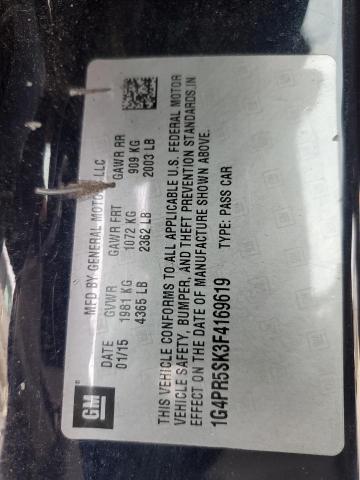 GM®
MFD BY GENERAL MOTORS LLC
DATE GVWR GAWR FRT GAWR RR
01/15 1981 KG 1072 KG 909 KG
4365 LB 2362 LB 2003 LB
THIS VEHICLE CONFORMS TO ALL APPLICABLE U.S. FEDERAL MOTOR
VEHICLE SAFETY, BUMPER, AND THEFT PREVENTION STANDARDS IN
EFFECT ON THE DATE OF MANUFACTURE SHOWN ABOVE.
1G4PR5SK3F4169619 TYPE: PASS CAR